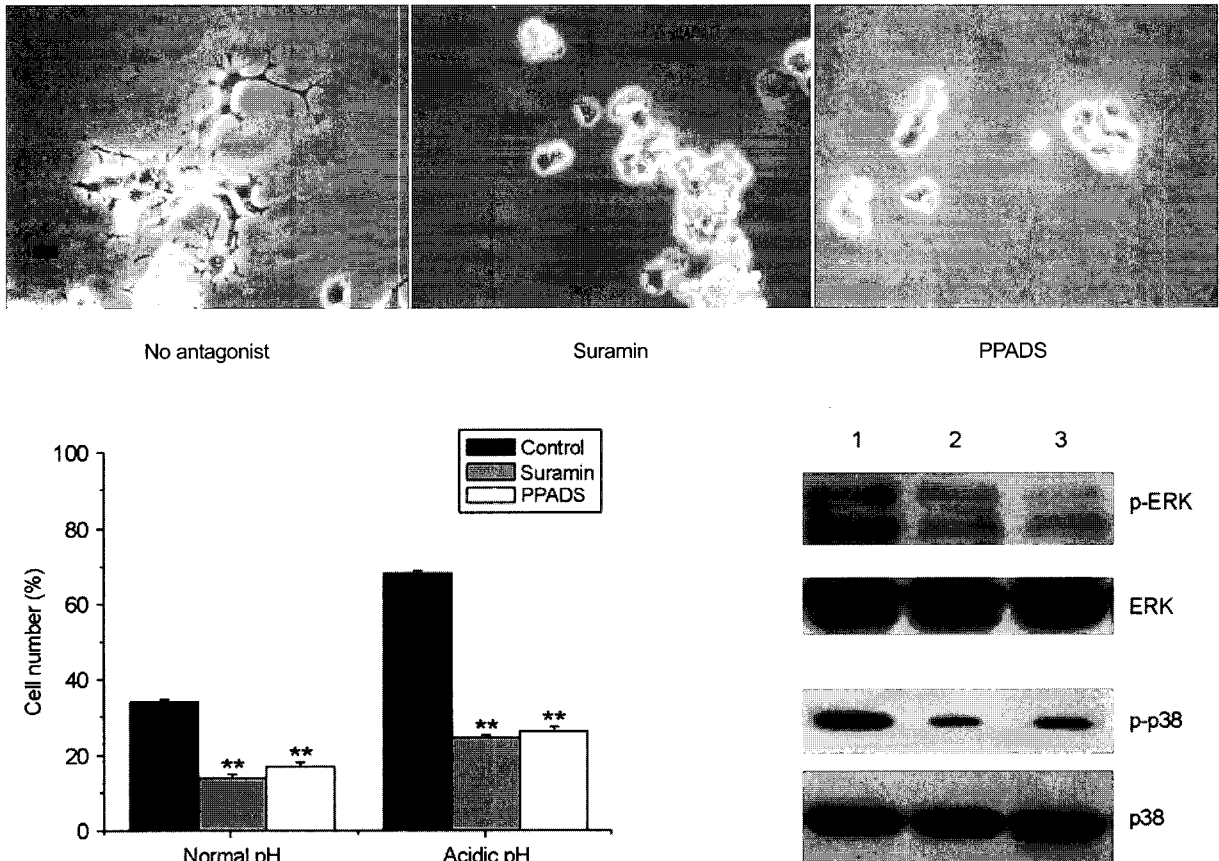 No antagonist
Suramin
PPADS
Control
Suramin
PPADS
100
80
60
40
20
0
Cell number (%)
**
**
**
**
Normal pH
Acidic pH
1 2 3
p-ERK
ERK
p-p38
p38